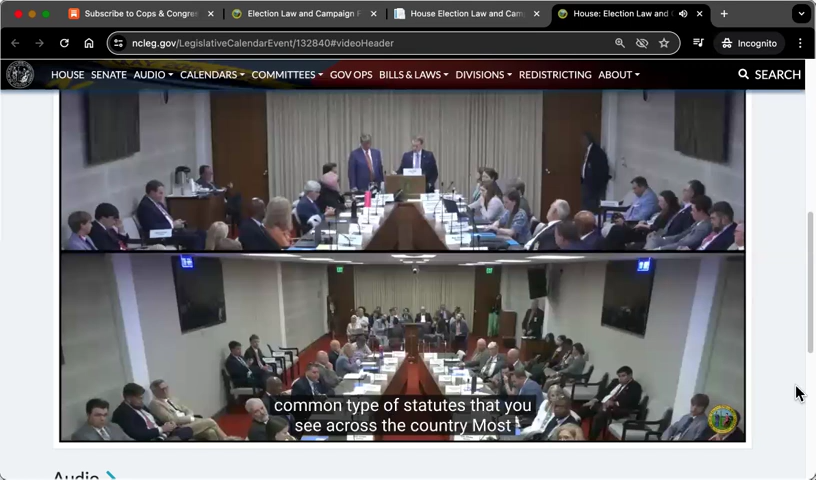 Subscribe to Cops & Congre
Election Law and Campaign F
House Election Law and Cam
House: Election Law and
ncleg.gov/LegislativeCalendarEvent/132840#videoHeader
Incognito
HOUSE SENATE AUDIO CALENDARS COMMITTEES GOV OPS BILLS & LAWS DIVISIONS REDISTRICTING ABOUT SEARCH
common type of statutes that you
see across the country Most
Audio